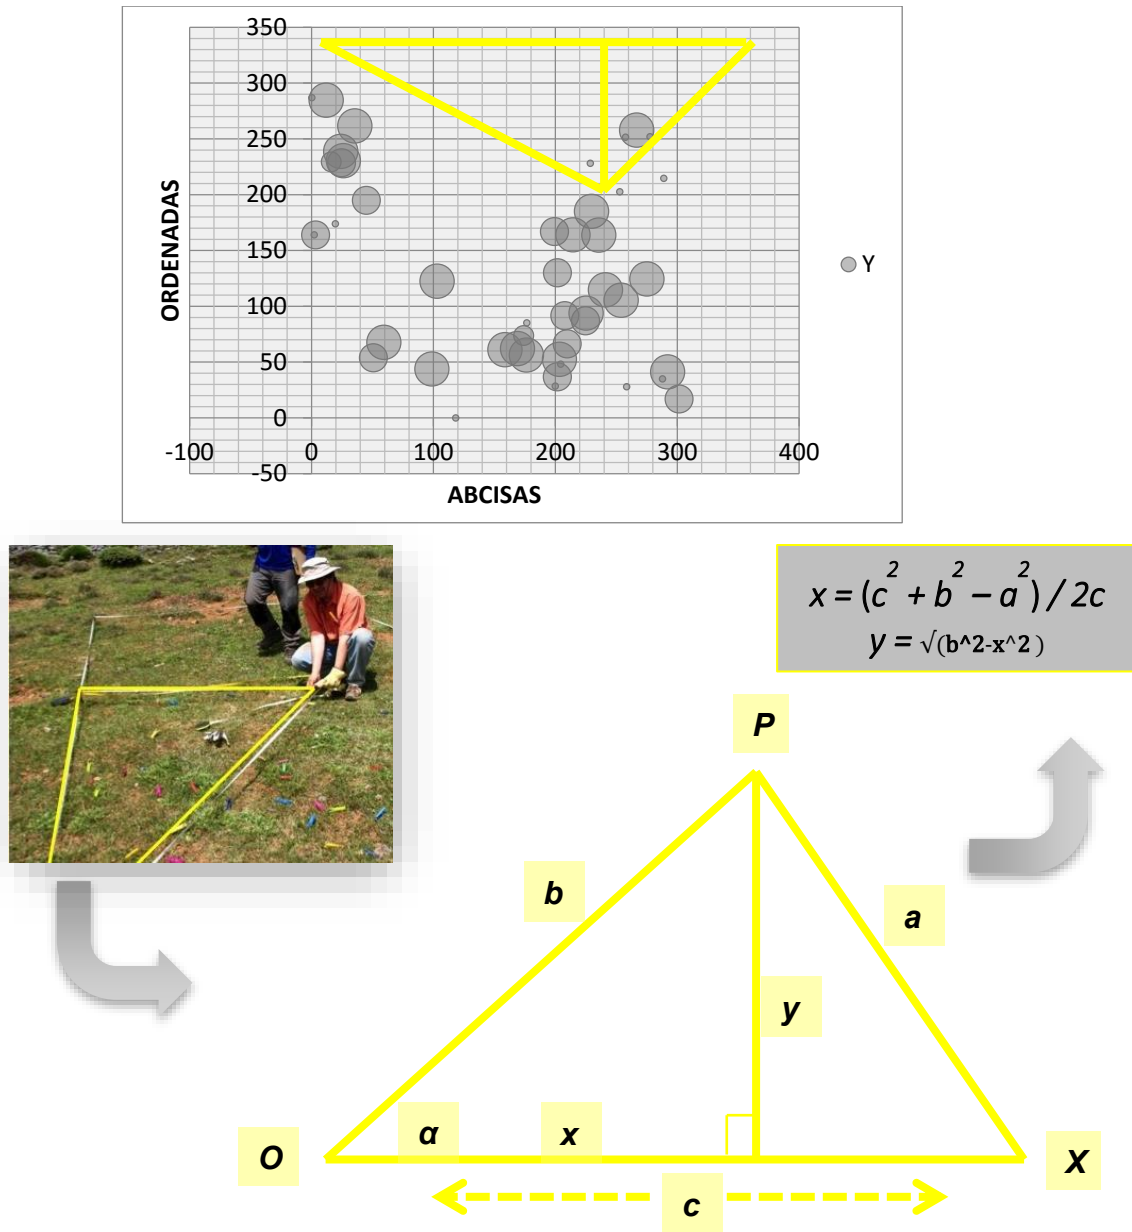 350
300
250
200
150
100
50
0
-50
-100 0 100 200 300 400
ORDENADAS
ABCISAS
Y
x = (c² + b² – a²) / 2c
y = √(b^2-x^2 )
P
b
a
y
α
x
O
X
c